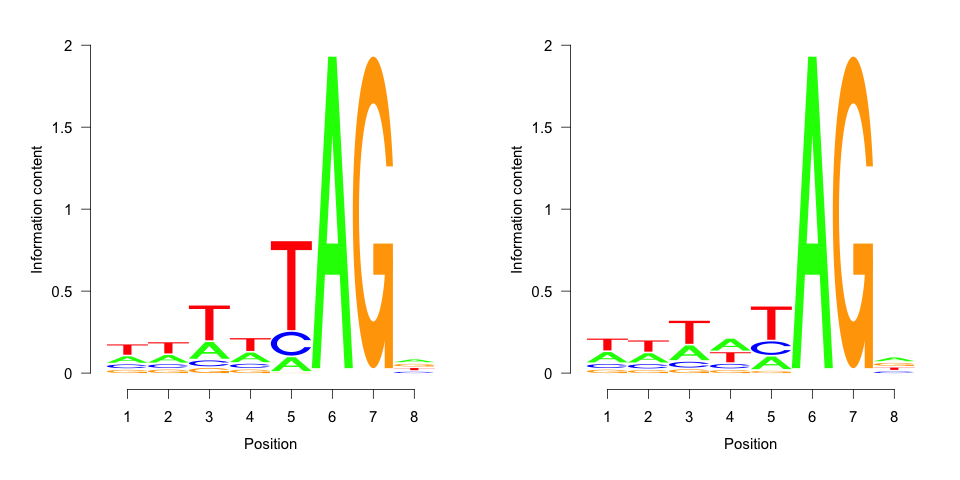 2
1.5
1
0.5
0
Information content
T T T T T A G A
A A A A C G
C C C C A T
G G G G C
1 2 3 4 5 6 7 8
Position
2
1.5
1
0.5
0
Information content
T T T A T A G A
A A A T C G
C C C C A T
G G G G G C
1 2 3 4 5 6 7 8
Position